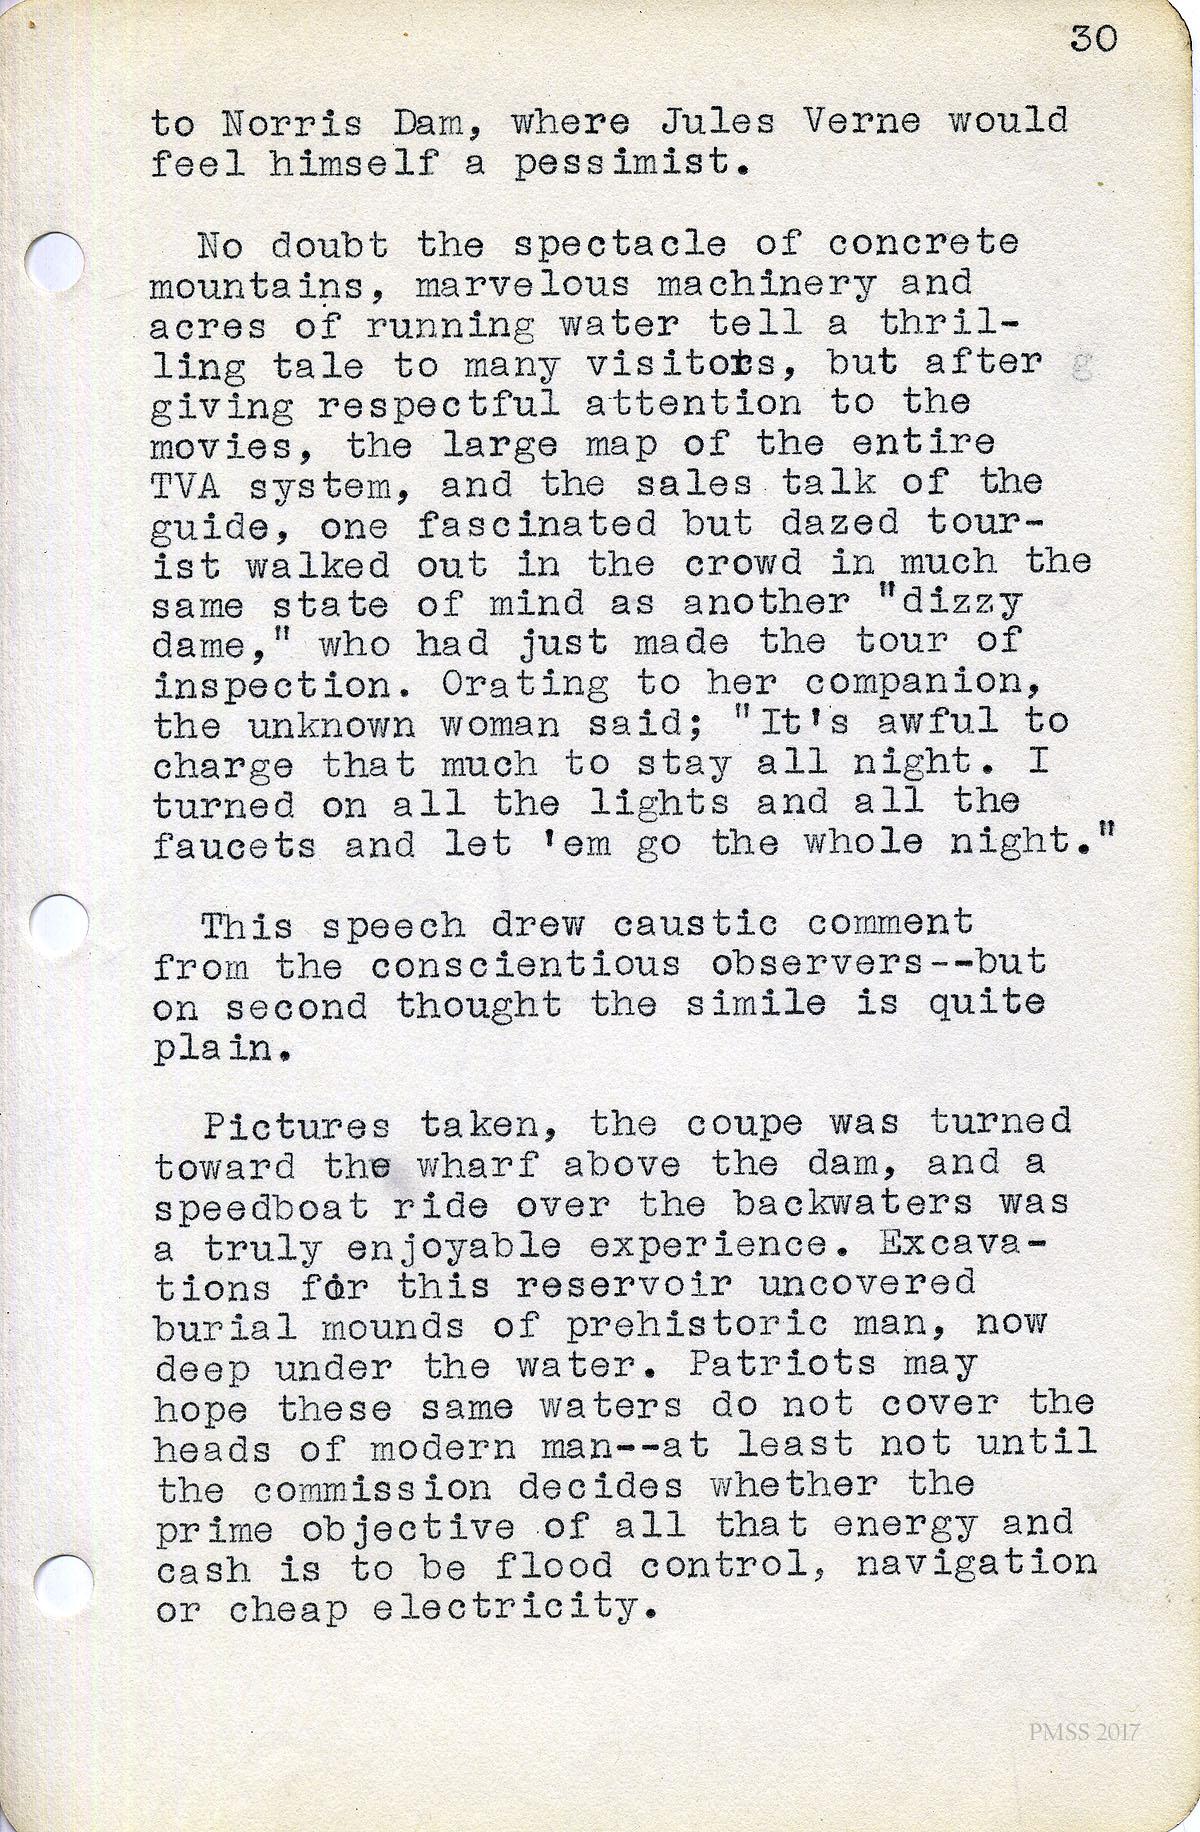 30
to Norris Dam, where Jules Verne would
feel himself a pessimist.
No doubt the spectacle of concrete
mountains, marvelous machinery and
acres of running water tell a thril-
ling tale to many visitors, but after g
giving respectful attention to the
movies, the large map of the entire
TVA system, and the sales talk of the
guide, one fascinated but dazed tour-
ist walked out in the crowd in much the
same state of mind as another "dizzy
dame," who had just made the tour of
inspection. Orating to her companion,
the unknown woman said; "It's awful to
charge that much to stay all night. I
turned on all the lights and all the
faucets and let 'em go the whole night."
This speech drew caustic comment
from the conscientious observers--but
on second thought the simile is quite
plain.
Pictures taken, the coupe was turned
toward the wharf above the dam, and a
speedboat ride over the backwaters was
a truly enjoyable experience. Excava-
tions for this reservoir uncovered
burial mounds of prehistoric man, now
deep under the water. Patriots may
hope these same waters do not cover the
heads of modern man--at least not until
the commission decides whether the
prime objective of all that energy and
cash is to be flood control, navigation
or cheap electricity.
PMSS 2017